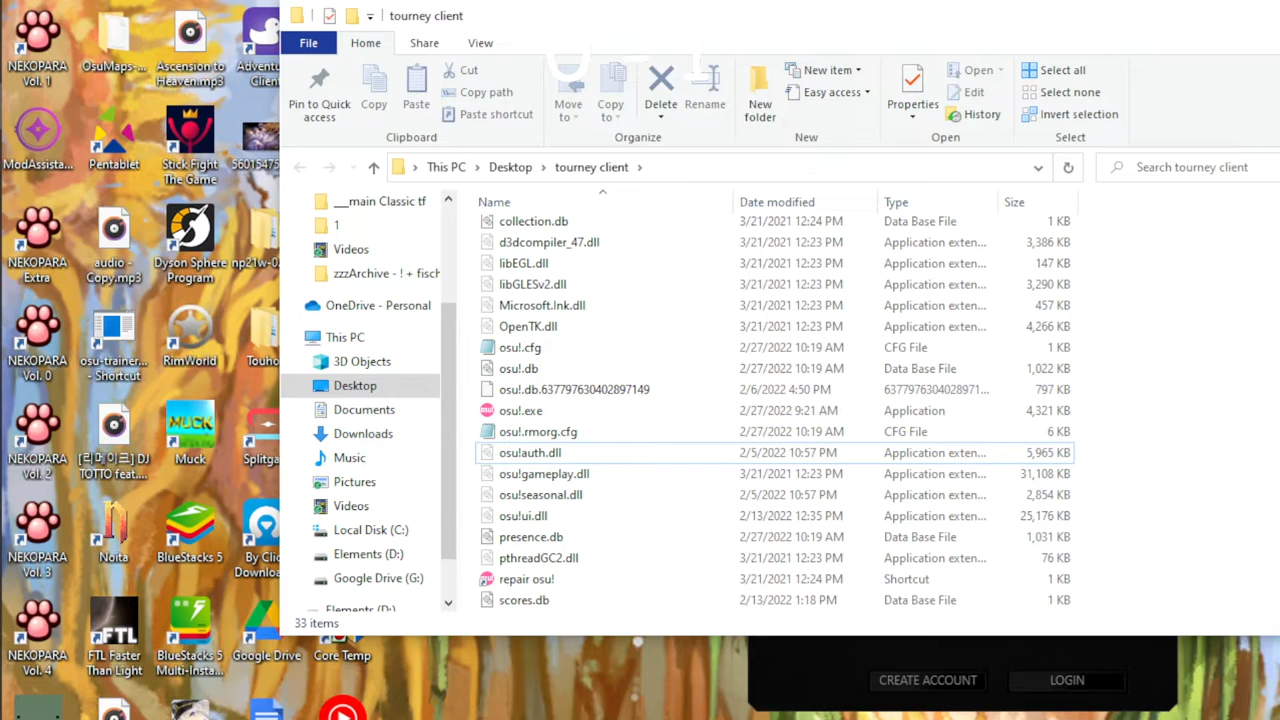 tourney client
File
Home
Share
View
Pin to Quick
access
Copy
Paste
Cut
Copy path
Paste shortcut
Move
to
Copy
to
Delete
Rename
New
folder
New item
Easy access
Properties
Open
Edit
History
Select all
Select none
Invert selection
Clipboard
Organize
New
Open
Select
This PC
Desktop
tourney client
Search tourney client
__main Classic tf
1
Videos
zzzArchive - ! + fisch
OneDrive - Personal
This PC
3D Objects
Desktop
Documents
Downloads
Music
Pictures
Videos
Local Disk (C:)
Elements (D:)
Google Drive (G:)
Elements (D:)
Name Date modified Type Size
collection.db 3/21/2021 12:24 PM Data Base File 1 KB
d3dcompiler_47.dll 3/21/2021 12:23 PM Application exten... 3,386 KB
libEGL.dll 3/21/2021 12:23 PM Application exten... 147 KB
libGLESv2.dll 3/21/2021 12:23 PM Application exten... 3,290 KB
Microsoft.Ink.dll 3/21/2021 12:23 PM Application exten... 457 KB
OpenTK.dll 3/21/2021 12:23 PM Application exten... 4,266 KB
osu!.cfg 2/27/2022 10:19 AM CFG File 1 KB
osu!.db 2/27/2022 10:19 AM Data Base File 1,022 KB
osu!.db.637797630402897149 2/6/2022 4:50 PM 6377976304028971... 797 KB
osu!.exe 2/27/2022 9:21 AM Application 4,321 KB
osu!.rmorg.cfg 2/27/2022 10:19 AM CFG File 6 KB
osu!auth.dll 2/5/2022 10:57 PM Application exten... 5,965 KB
osu!gameplay.dll 3/21/2021 12:23 PM Application exten... 31,108 KB
osu!seasonal.dll 2/5/2022 10:57 PM Application exten... 2,854 KB
osu!ui.dll 2/13/2022 12:35 PM Application exten... 25,176 KB
presence.db 2/27/2022 10:19 AM Data Base File 1,031 KB
pthreadGC2.dll 3/21/2021 12:23 PM Application exten... 76 KB
repair osu! 3/21/2021 12:24 PM Shortcut 1 KB
scores.db 2/13/2022 1:18 PM Data Base File 1 KB
33 items
NEKOPARA
Vol. 1
OsuMaps-...
Ascension to
Heaven.mp3
Adventu
Client
ModAssista...
Pentablet
Stick Fight
The Game
5601547
NEKOPARA
Extra
audio -
Copy.mp3
Dyson Sphere
Program
np21w-0
NEKOPARA
Vol. 0
osu-trainer...
- Shortcut
RimWorld
Touho
NEKOPARA
Vol. 2
[리메이크] DJ
TOTTO feat....
Muck
Splitga
NEKOPARA
Vol. 3
Noita
BlueStacks 5
By Clic
Downloa
NEKOPARA
Vol. 4
FTL Faster
Than Light
BlueStacks 5
Multi-Insta...
Google Drive
Core Temp
CREATE ACCOUNT
LOGIN